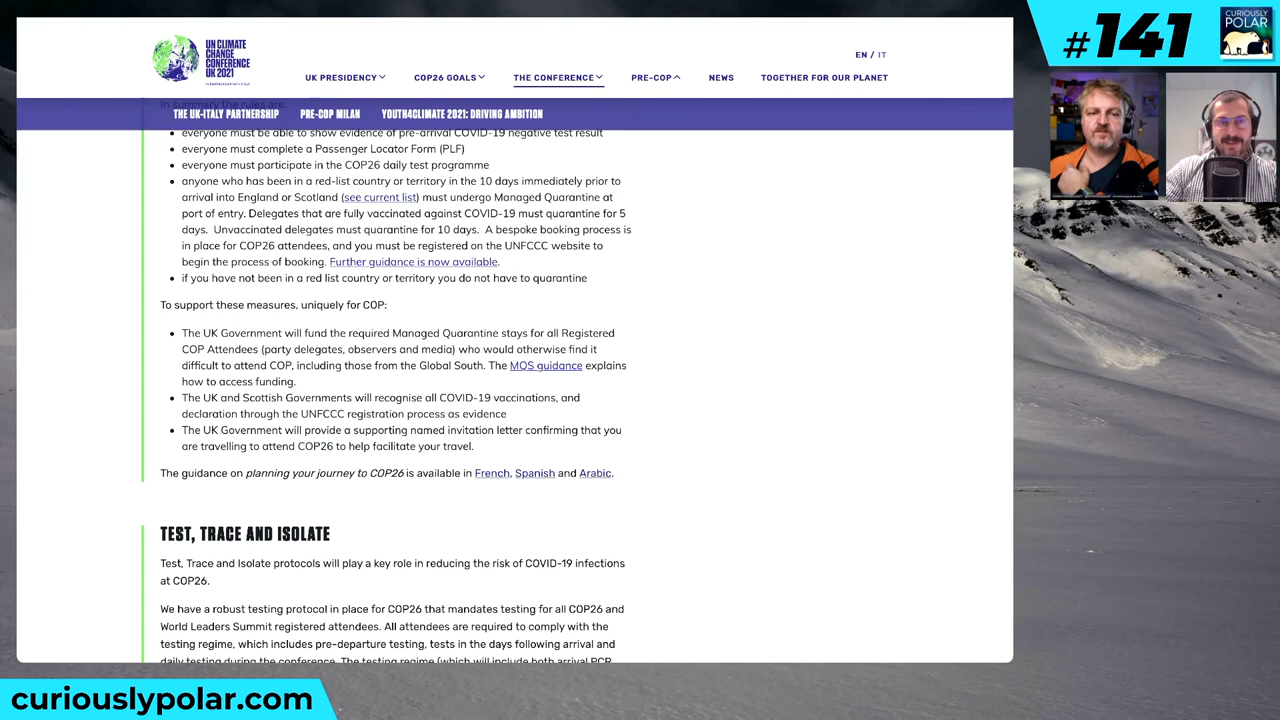 #141
CURIOUSLY
POLAR
UN CLIMATE
CHANGE
CONFERENCE
UK 2021
EN / IT
UK PRESIDENCY COP26 GOALS THE CONFERENCE PRE-COP NEWS TOGETHER FOR OUR PLANET
In summary the rules are:
THE UK-ITALY PARTNERSHIP PRE-COP MILAN YOUTH4CLIMATE 2021: DRIVING AMBITION
• everyone must be able to show evidence of pre-arrival COVID-19 negative test result
• everyone must complete a Passenger Locator Form (PLF)
• everyone must participate in the COP26 daily test programme
• anyone who has been in a red-list country or territory in the 10 days immediately prior to
arrival into England or Scotland (see current list) must undergo Managed Quarantine at
port of entry. Delegates that are fully vaccinated against COVID-19 must quarantine for 5
days. Unvaccinated delegates must quarantine for 10 days. A bespoke booking process is
in place for COP26 attendees, and you must be registered on the UNFCCC website to
begin the process of booking. Further guidance is now available.
• if you have not been in a red list country or territory you do not have to quarantine
To support these measures, uniquely for COP:
• The UK Government will fund the required Managed Quarantine stays for all Registered
COP Attendees (party delegates, observers and media) who would otherwise find it
difficult to attend COP, including those from the Global South. The MQS guidance explains
how to access funding.
• The UK and Scottish Governments will recognise all COVID-19 vaccinations, and
declaration through the UNFCCC registration process as evidence
• The UK Government will provide a supporting named invitation letter confirming that you
are travelling to attend COP26 to help facilitate your travel.
The guidance on planning your journey to COP26 is available in French, Spanish and Arabic.
TEST, TRACE AND ISOLATE
Test, Trace and Isolate protocols will play a key role in reducing the risk of COVID-19 infections
at COP26.
We have a robust testing protocol in place for COP26 that mandates testing for all COP26 and
World Leaders Summit registered attendees. All attendees are required to comply with the
testing regime, which includes pre-departure testing, tests in the days following arrival and
daily testing during the conference. The testing regime (which will include both arrival PCR
curiouslypolar.com